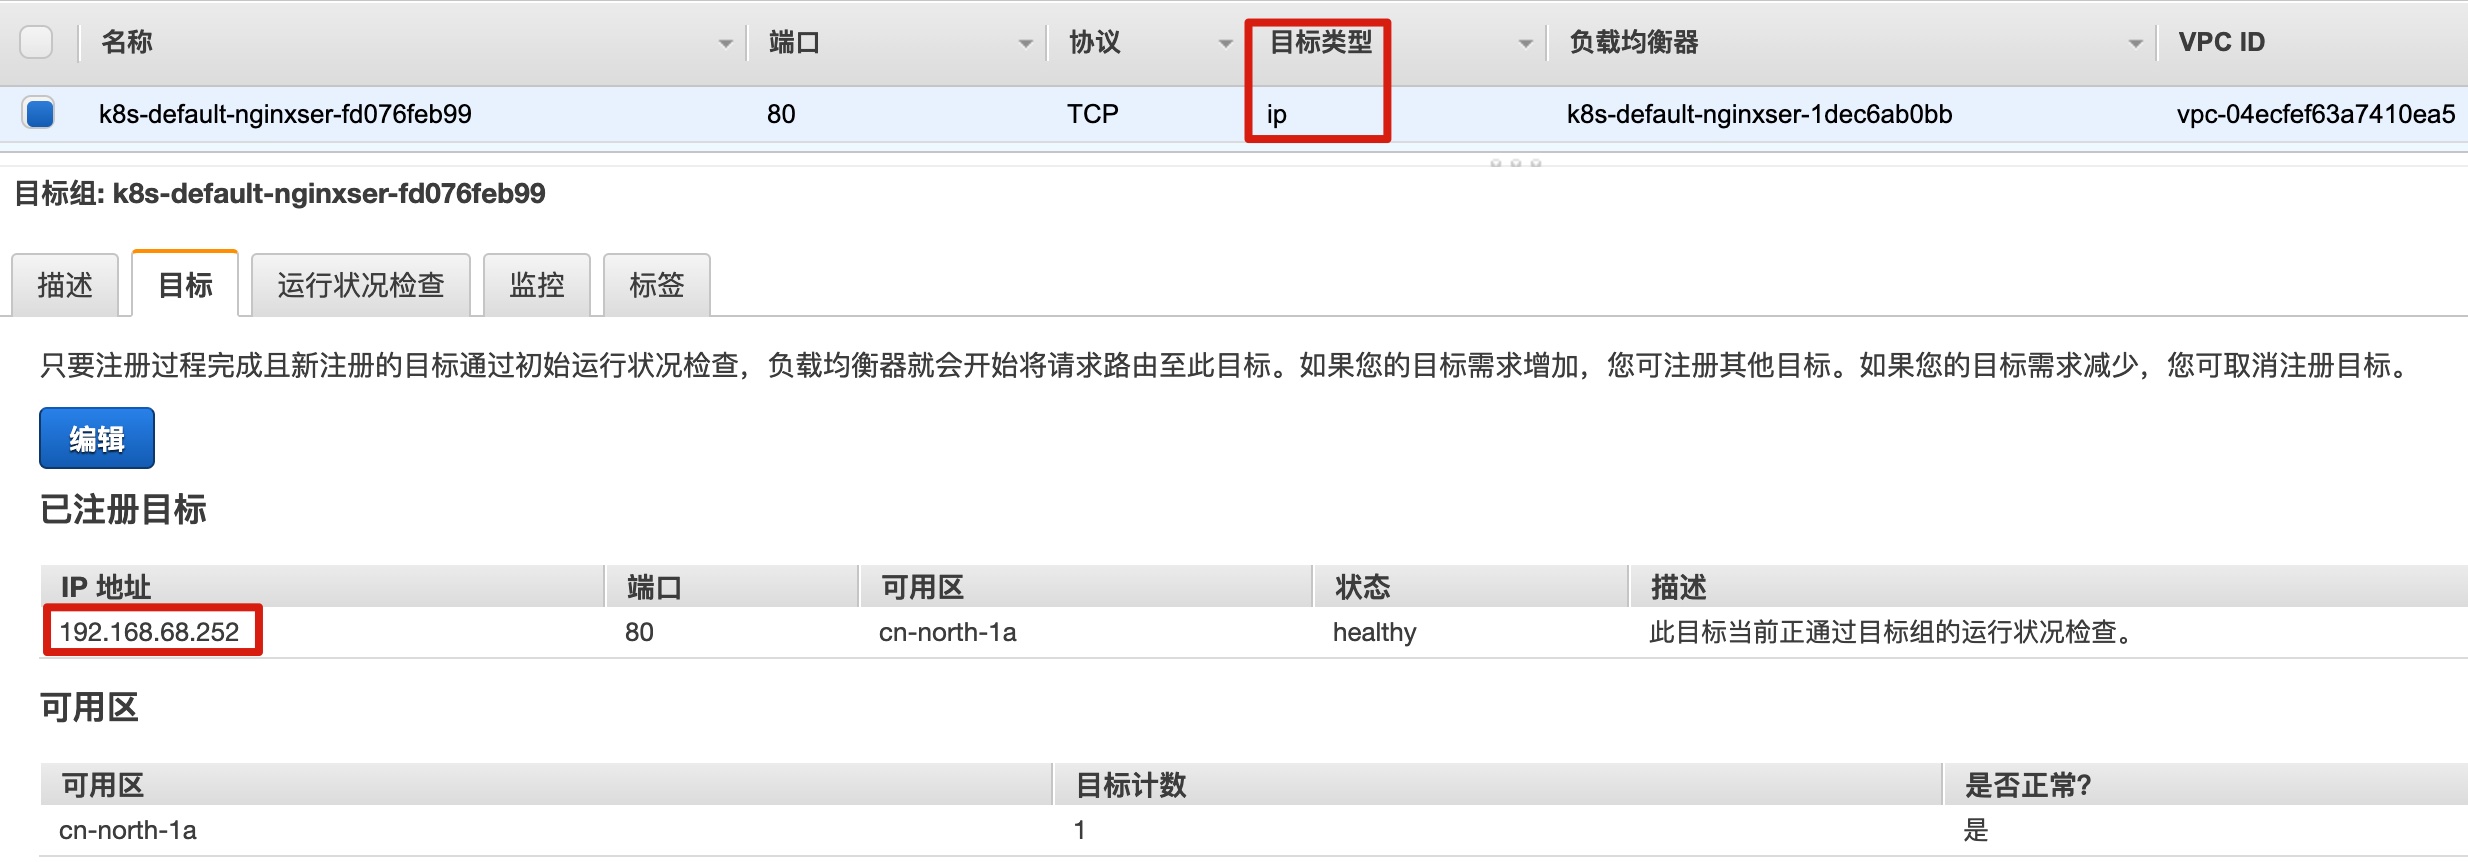 名称 端口 协议 目标类型 负载均衡器 VPC ID
k8s-default-nginxser-fd076feb99 80 TCP ip k8s-default-nginxser-1dec6ab0bb vpc-04ecfef63a7410ea5
目标组: k8s-default-nginxser-fd076feb99
描述 目标 运行状况检查 监控 标签
只要注册过程完成且新注册的目标通过初始运行状况检查，负载均衡器就会开始将请求路由至此目标。如果您的目标需求增加，您可注册其他目标。如果您的目标需求减少，您可取消注册目标。
编辑
已注册目标
IP 地址 端口 可用区 状态 描述
192.168.68.252 80 cn-north-1a healthy 此目标当前正通过目标组的运行状况检查。
可用区
可用区 目标计数 是否正常?
cn-north-1a 1 是